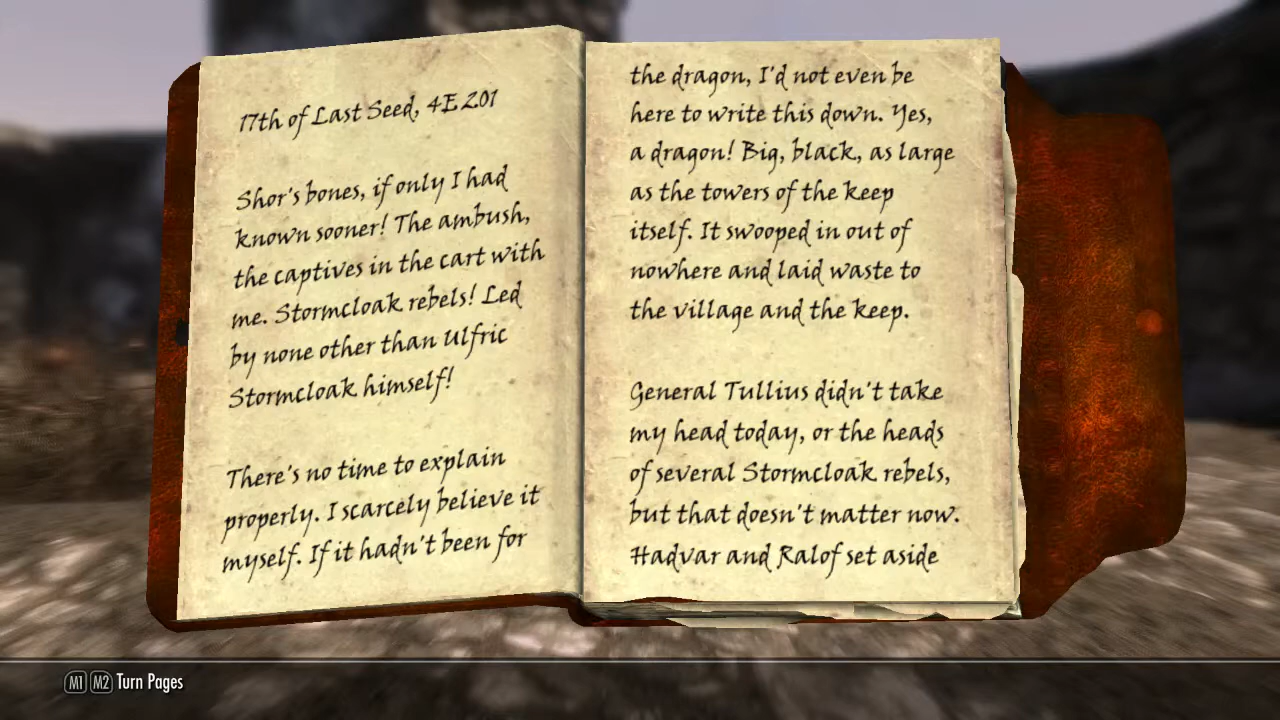 17th of Last Seed, 4E 201
Shor's bones, if only I had
known sooner! The ambush,
the captives in the cart with
me. Stormcloak rebels! Led
by none other than Ulfric
Stormcloak himself!
There's no time to explain
properly. I scarcely believe it
myself. If it hadn't been for
the dragon, I'd not even be
here to write this down. Yes,
a dragon! Big, black, as large
as the towers of the keep
itself. It swooped in out of
nowhere and laid waste to
the village and the keep.
General Tullius didn't take
my head today, or the heads
of several Stormcloak rebels,
but that doesn't matter now.
Hadvar and Ralof set aside
M1 M2 Turn Pages